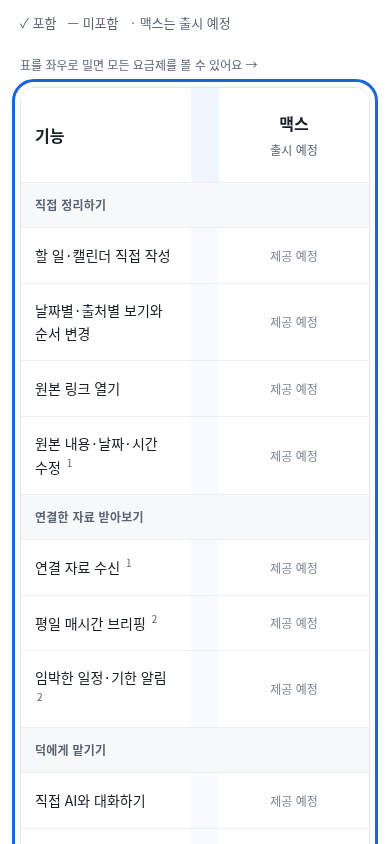 ✓ 포함 — 미포함 · 맥스는 출시 예정
표를 좌우로 밀면 모든 요금제를 볼 수 있어요 →
기능
맥스
출시 예정
직접 정리하기
할 일·캘린더 직접 작성
제공 예정
날짜별·출처별 보기와
순서 변경
제공 예정
원본 링크 열기
제공 예정
원본 내용·날짜·시간
수정 1
제공 예정
연결한 자료 받아보기
연결 자료 수신 1
제공 예정
평일 매시간 브리핑 2
제공 예정
임박한 일정·기한 알림
2
제공 예정
덕에게 맡기기
직접 AI와 대화하기
제공 예정